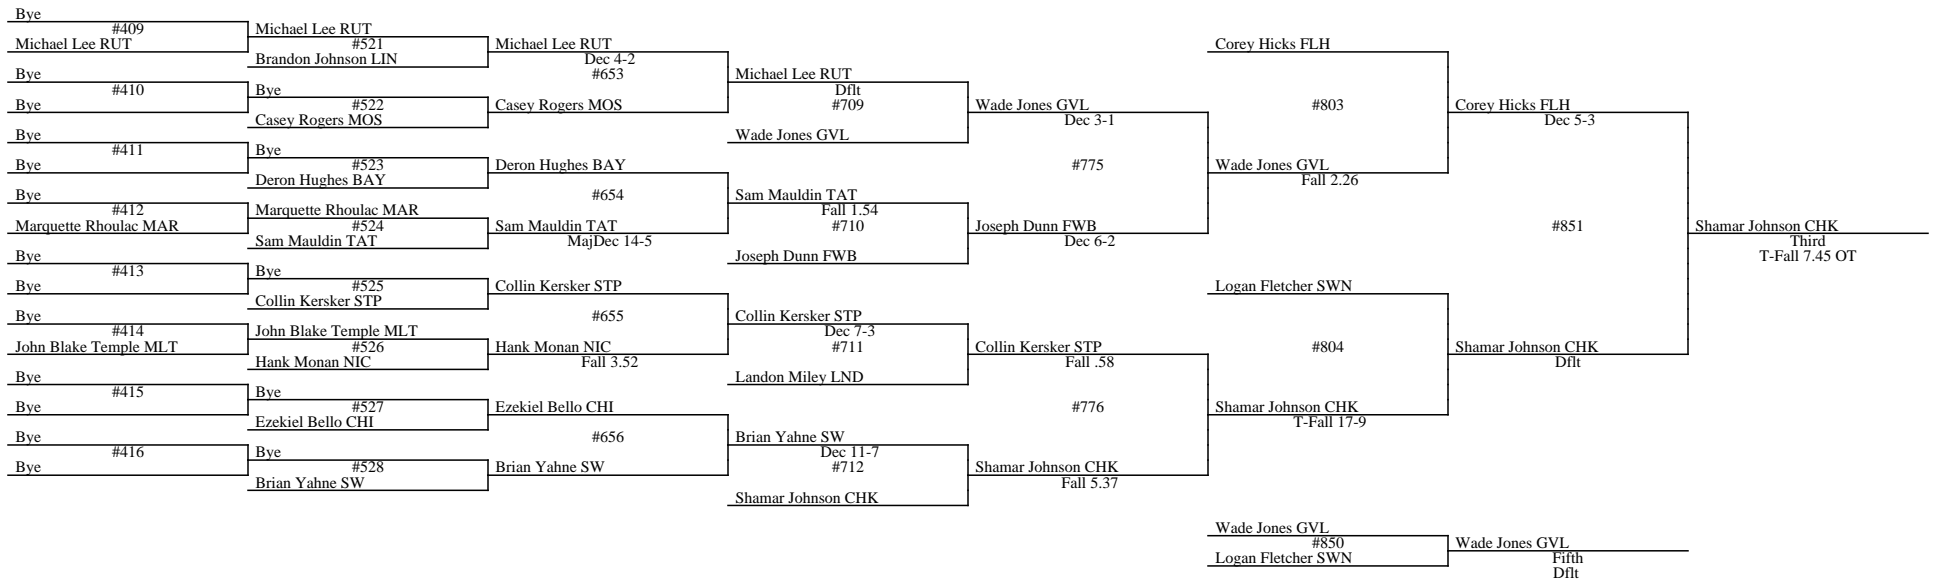 Bye
#409
Michael Lee RUT
Bye
#410
Bye
Bye
#411
Bye
Bye
#412
Marquette Rhoulac MAR
Bye
#413
Bye
Bye
#414
John Blake Temple MLT
Bye
#415
Bye
Bye
#416
Bye
Michael Lee RUT
#521
Brandon Johnson LIN
Bye
#522
Casey Rogers MOS
Bye
#523
Deron Hughes BAY
Marquette Rhoulac MAR
#524
Sam Mauldin TAT
Bye
#525
Collin Kersker STP
John Blake Temple MLT
#526
Hank Monan NIC
Bye
#527
Ezekiel Bello CHI
Bye
#528
Brian Yahne SW
Michael Lee RUT
Dec 4-2
#653
Casey Rogers MOS
Deron Hughes BAY
#654
Sam Mauldin TAT
MajDec 14-5
Collin Kersker STP
#655
Hank Monan NIC
Fall 3.52
Ezekiel Bello CHI
#656
Brian Yahne SW
Michael Lee RUT
Dflt
#709
Wade Jones GVL
Sam Mauldin TAT
Fall 1.54
#710
Joseph Dunn FWB
Collin Kersker STP
Dec 7-3
#711
Landon Miley LND
Brian Yahne SW
Dec 11-7
#712
Shamar Johnson CHK
Wade Jones GVL
Dec 3-1
#775
Joseph Dunn FWB
Dec 6-2
Collin Kersker STP
Fall .58
#776
Shamar Johnson CHK
Fall 5.37
Corey Hicks FLH
#803
Wade Jones GVL
Fall 2.26
Logan Fletcher SWN
#804
Shamar Johnson CHK
T-Fall 17-9
Wade Jones GVL
#850
Logan Fletcher SWN
Corey Hicks FLH
Dec 5-3
#851
Shamar Johnson CHK
Dflt
Wade Jones GVL
Fifth
Dflt
Shamar Johnson CHK
Third
T-Fall 7.45 OT